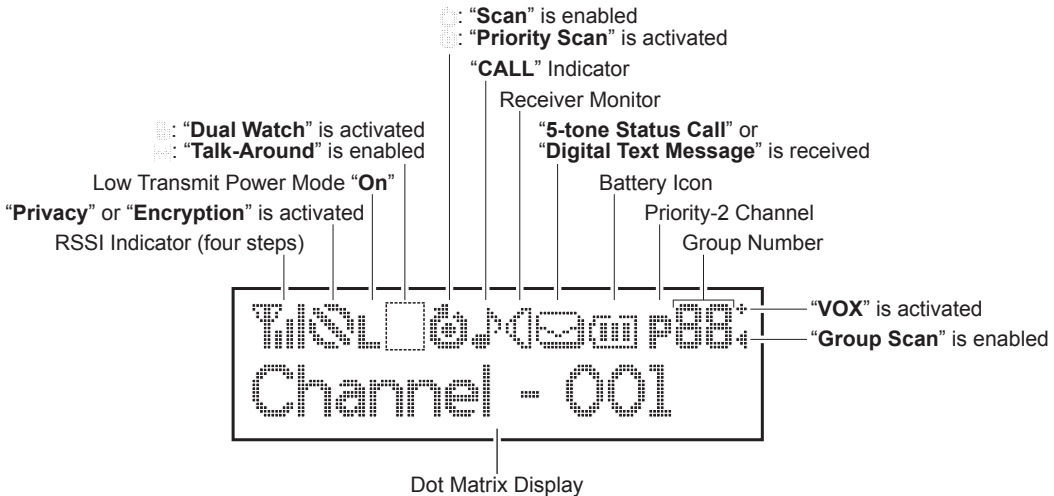 : “Scan” is enabled
: “Priority Scan” is activated
“CALL” Indicator
Receiver Monitor
: “Dual Watch” is activated
: “Talk-Around” is enabled
“5-tone Status Call” or
“Digital Text Message” is received
Low Transmit Power Mode “On”
Battery Icon
“Privacy” or “Encryption” is activated
Priority-2 Channel
RSSI Indicator (four steps)
Group Number
L P88
“VOX” is activated
“Group Scan” is enabled
Channel - 001
Dot Matrix Display